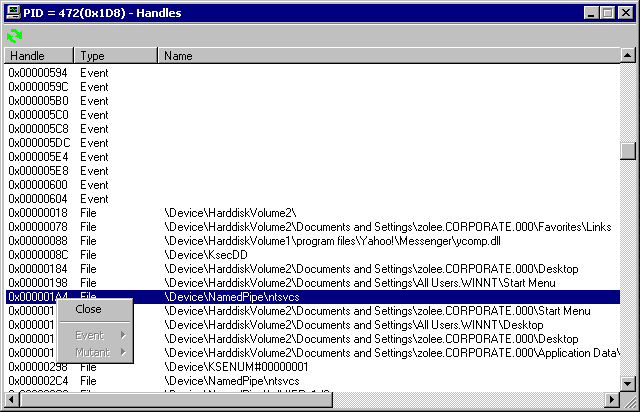 PID = 472(0x1D8) - Handles
Handle Type Name
0x00000594 Event
0x0000059C Event
0x000005B0 Event
0x000005C0 Event
0x000005C8 Event
0x000005DC Event
0x000005E4 Event
0x000005E8 Event
0x00000600 Event
0x00000604 Event
0x00000018 File \Device\HarddiskVolume2\
0x00000078 File \Device\HarddiskVolume2\Documents and Settings\zolee.CORPORATE.000\Favorites\Links
0x00000088 File \Device\HarddiskVolume1\program files\Yahoo!\Messenger\ycomp.dll
0x0000008C File \Device\KsecDD
0x00000184 File \Device\HarddiskVolume2\Documents and Settings\zolee.CORPORATE.000\Desktop
0x00000198 File \Device\HarddiskVolume2\Documents and Settings\All Users.WINNT\Start Menu
0x000001A4 File \Device\NamedPipe\ntsvcs
0x000001 \Device\HarddiskVolume2\Documents and Settings\zolee.CORPORATE.000\Start Menu
Close
0x000001 \Device\HarddiskVolume2\Documents and Settings\All Users.WINNT\Desktop
0x000001 Event \Device\HarddiskVolume2\Documents and Settings\zolee.CORPORATE.000\Desktop
0x000001 Mutant \Device\HarddiskVolume2\Documents and Settings\zolee.CORPORATE.000\Application Data\
0x00000298 File \Device\KSENUM#00000001
0x000002C4 File \Device\NamedPipe\ntsvcs